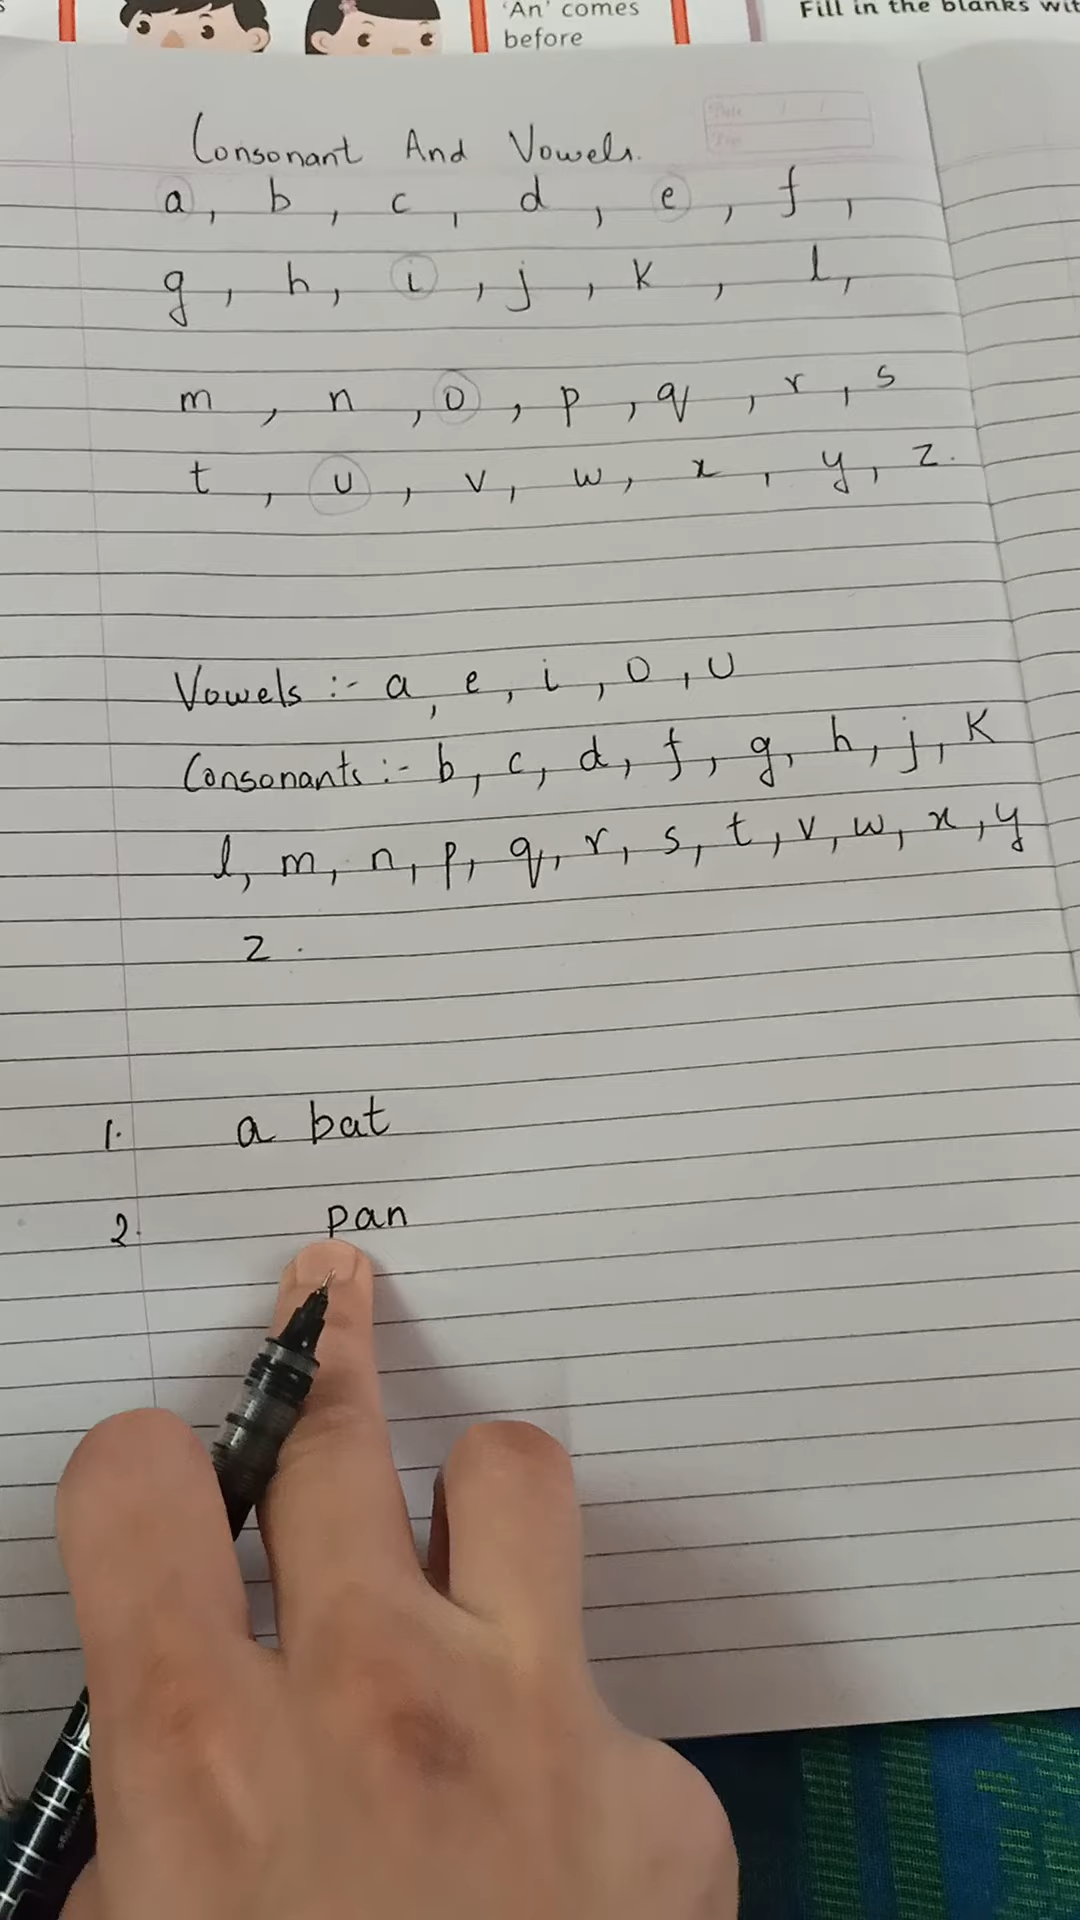 'An' comes
before
Fill in the blanks wit
Consonant And Vowels.
a, b, c, d, e, f,
g, h, i, j, k, l,
m, n, o, p, q, r, s
t, u, v, w, x, y, z.
Vowels :- a, e, i, o, u
Consonants :- b, c, d, f, g, h, j, k
l, m, n, p, q, r, s, t, v, w, x, y
z.
1. a bat
2. pan